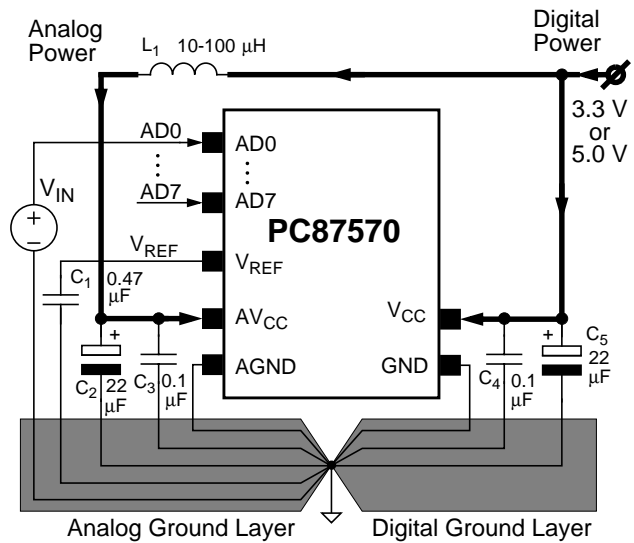 Analog
Power
L1 10-100 μH
Digital
Power
3.3 V
or
5.0 V
AD0
AD0
AD7
AD7
VIN
+
−
PC87570
VREF
VREF
C1 0.47
μF
AVCC
VCC
+
+
C5
22
μF
AGND
GND
C2 22
μF
C3 0.1
μF
C4 0.1
μF
Analog Ground Layer
Digital Ground Layer